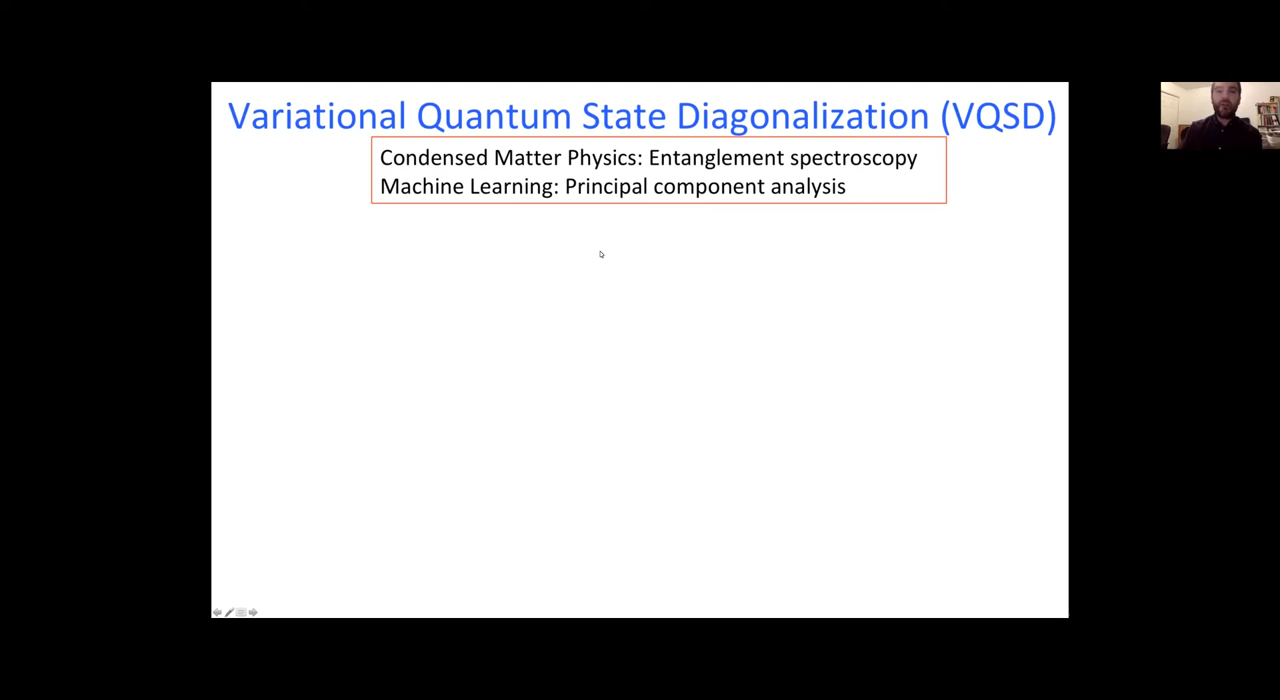 Variational Quantum State Diagonalization (VQSD)
Condensed Matter Physics: Entanglement spectroscopy
Machine Learning: Principal component analysis